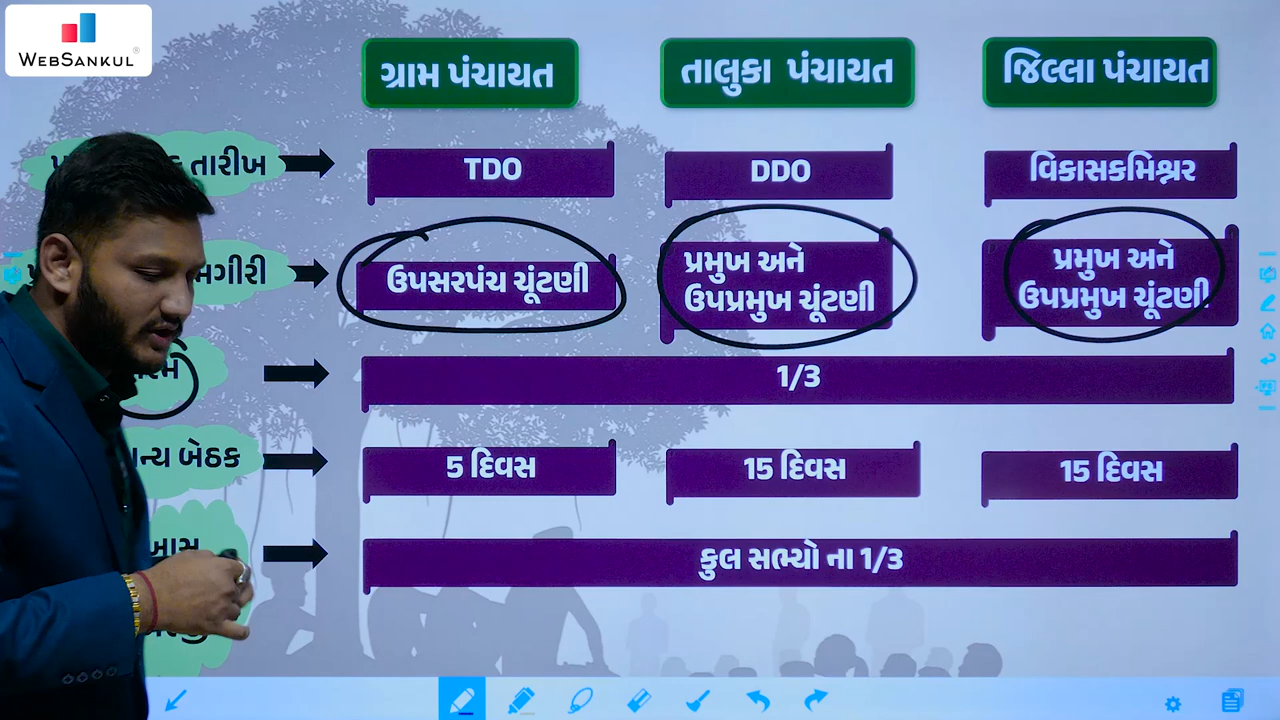 WEBSANKUL®
ગ્રામ પંચાયત
તાલુકા પંચાયત
જિલ્લા પંચાયત
તારીખ
TDO
DDO
વિકાસકમિશ્નર
ઉપસરપંચ ચૂંટણી
પ્રમુખ અને
ઉપપ્રમુખ ચૂંટણી
પ્રમુખ અને
ઉપપ્રમુખ ચૂંટણી
1/3
બેઠક
5 દિવસ
15 દિવસ
15 દિવસ
કુલ સભ્યો ના 1/3